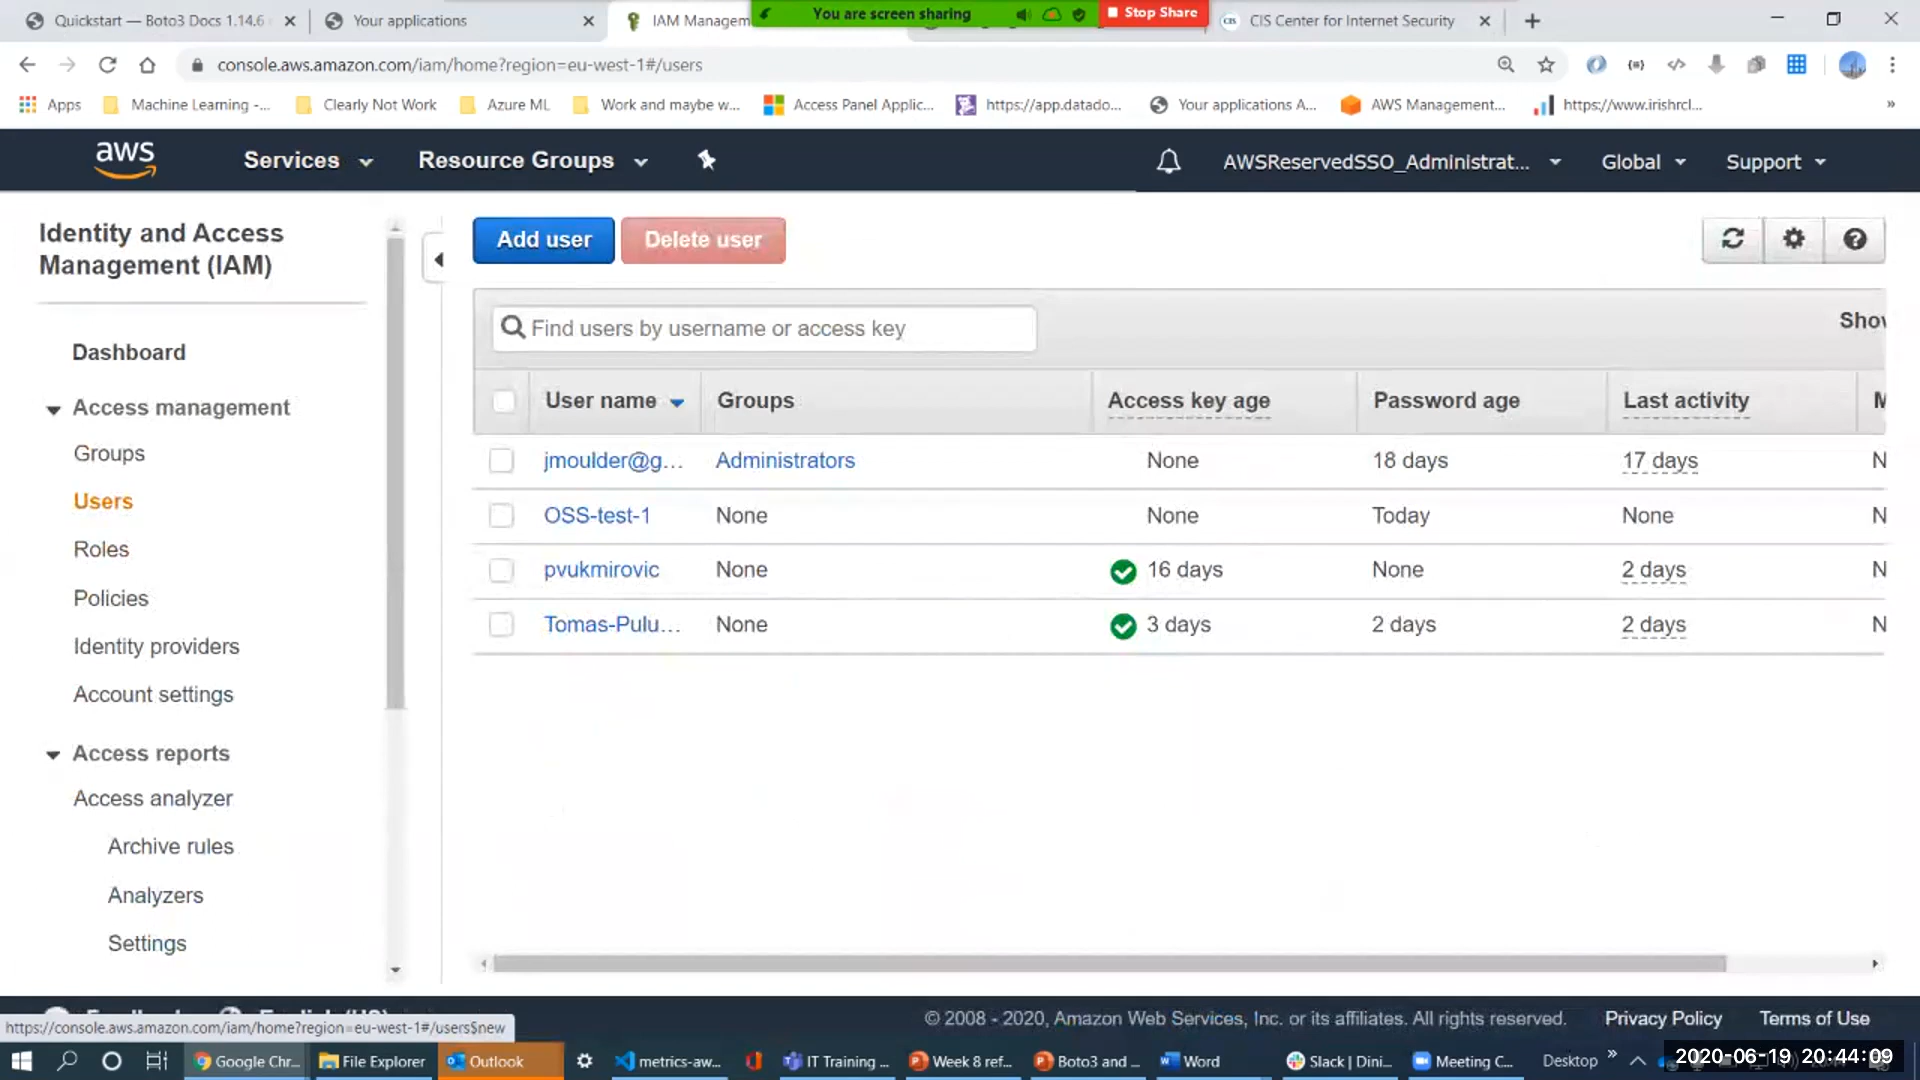 Quickstart — Boto3 Docs 1.14.6
Your applications
IAM Managem
You are screen sharing
Stop Share
CIS Center for Internet Security
console.aws.amazon.com/iam/home?region=eu-west-1#/users
Apps
Machine Learning -...
Clearly Not Work
Azure ML
Work and maybe w...
Access Panel Applic...
https://app.datado...
Your applications A...
AWS Management...
https://www.irishrcl...
aws
Services
Resource Groups
AWSReservedSSO_Administrat...
Global
Support
Identity and Access
Management (IAM)
Dashboard
Access management
Groups
Users
Roles
Policies
Identity providers
Account settings
Access reports
Access analyzer
Archive rules
Analyzers
Settings
Add user
Delete user
Find users by username or access key
User name
Groups
Access key age
Password age
Last activity
jmoulder@g...
Administrators
None
18 days
17 days
N
OSS-test-1
None
None
Today
None
N
pvukmirovic
None
16 days
None
2 days
N
Tomas-Pulu...
None
3 days
2 days
2 days
N
https://console.aws.amazon.com/iam/home?region=eu-west-1#/users$new
© 2008 - 2020, Amazon Web Services, Inc. or its affiliates. All rights reserved.
Privacy Policy
Terms of Use
Google Chr...
File Explorer
Outlook
metrics-aw...
IT Training ...
Week 8 ref...
Boto3 and ...
Word
Slack | Dini...
Meeting C...
Desktop
2020-06-19 20:44:09